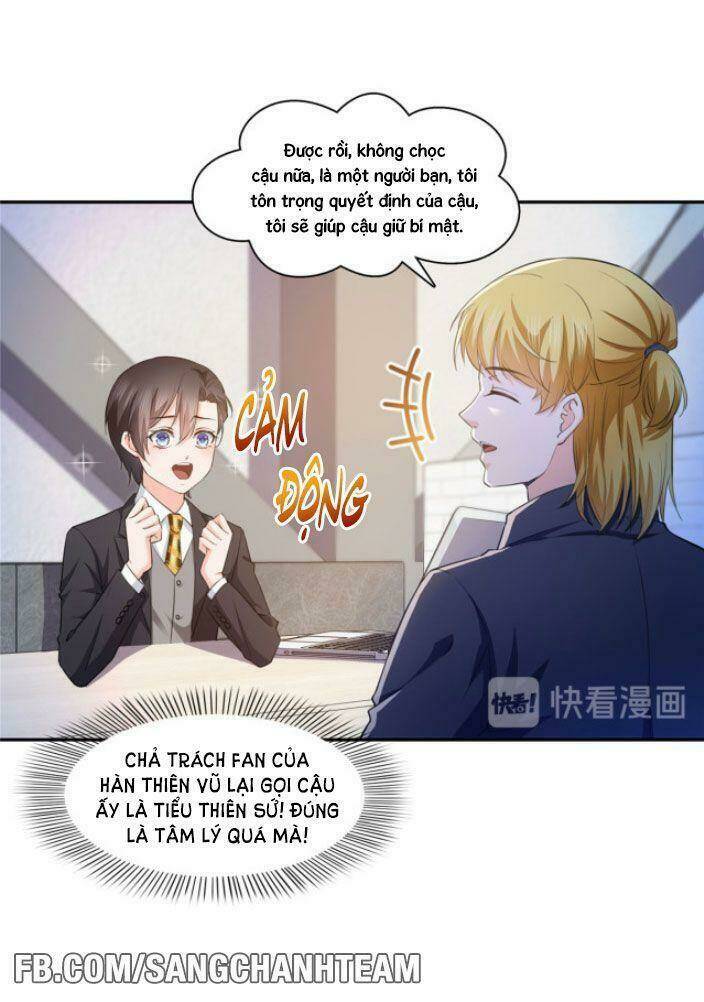 Được rồi, không chọc
cậu nữa, là một người bạn, tôi
tôn trọng quyết định của cậu,
tôi sẽ giúp cậu giữ bí mật.
CẢM
ĐỘNG
快看! 快看漫画
CHẢ TRÁCH FAN CỦA
HÀN THIÊN VŨ LẠI GỌI CẬU
ẤY LÀ TIỂU THIÊN SỨ! ĐÚNG
LÀ TÂM LÝ QUÁ MÀ!
FB.COM/SANGCHANHTEAM